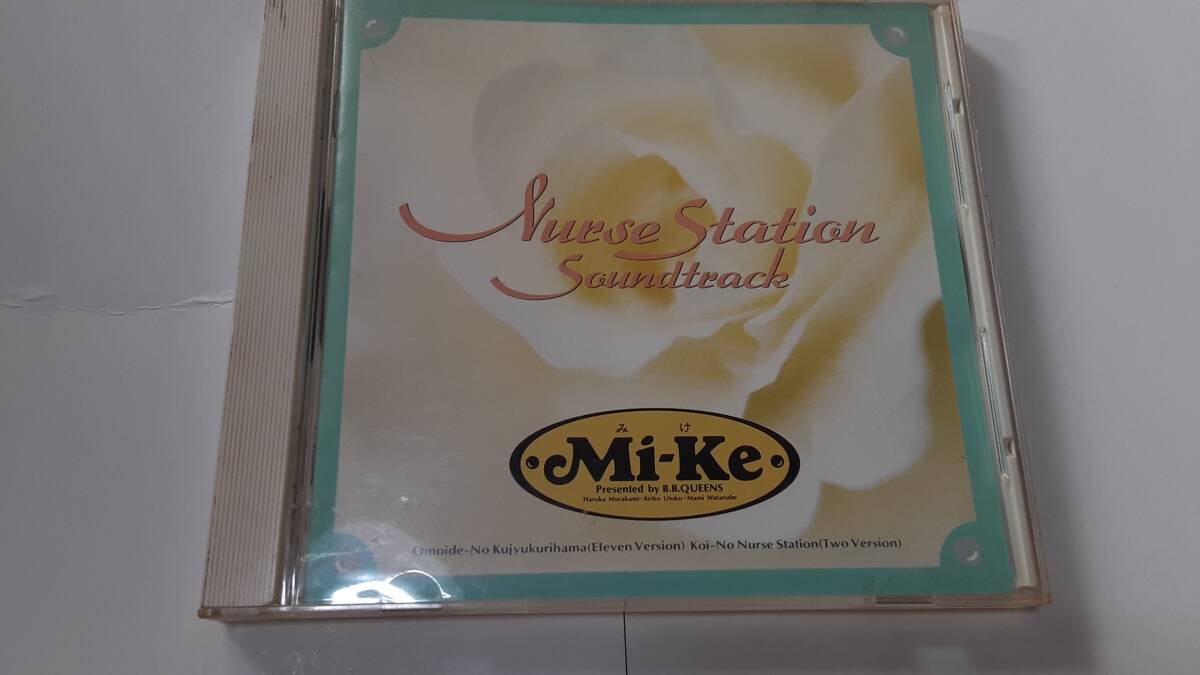 Nurse Station
Soundtrack
みけ
Mi-Ke
Presented by B.B.QUEENS
Haruka Murakami・Keiko Utoku・Mami Watanabe
Omoide-No Kujyukurihama(Eleven Version) Koi-No Nurse Station(Two Version)